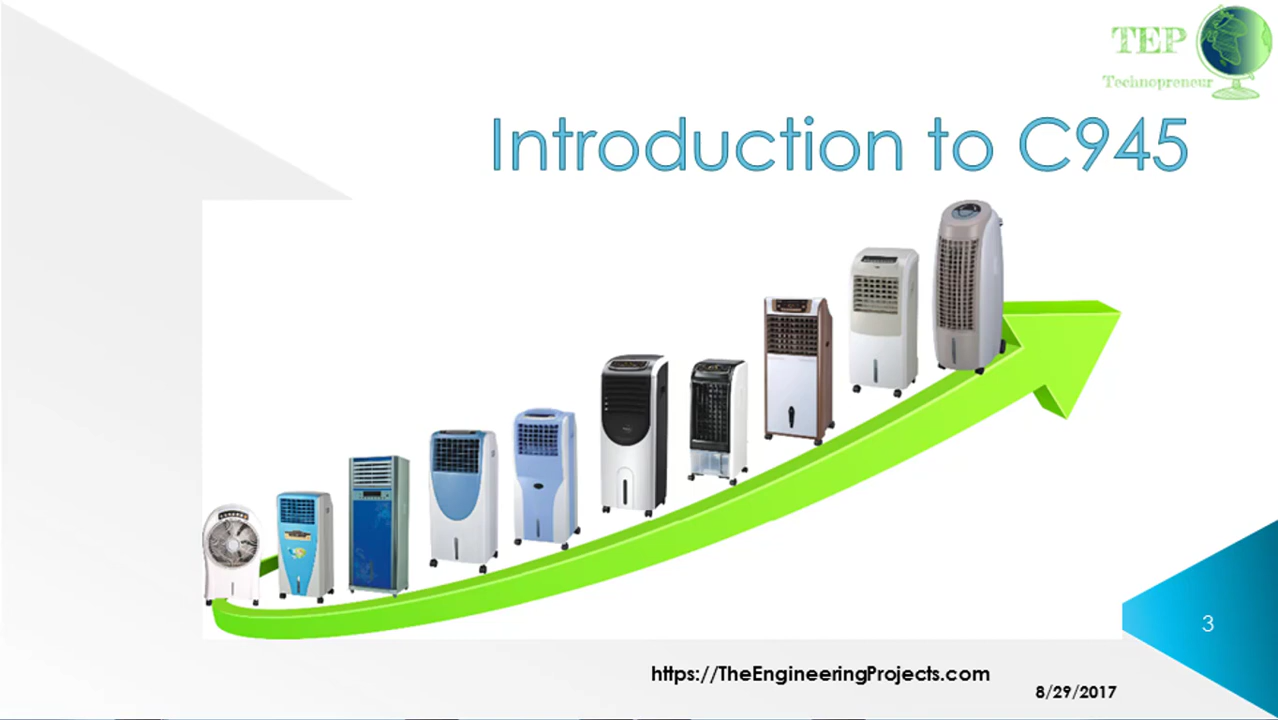 TEP
Technopreneur
Introduction to C945
3
https://TheEngineeringProjects.com
8/29/2017